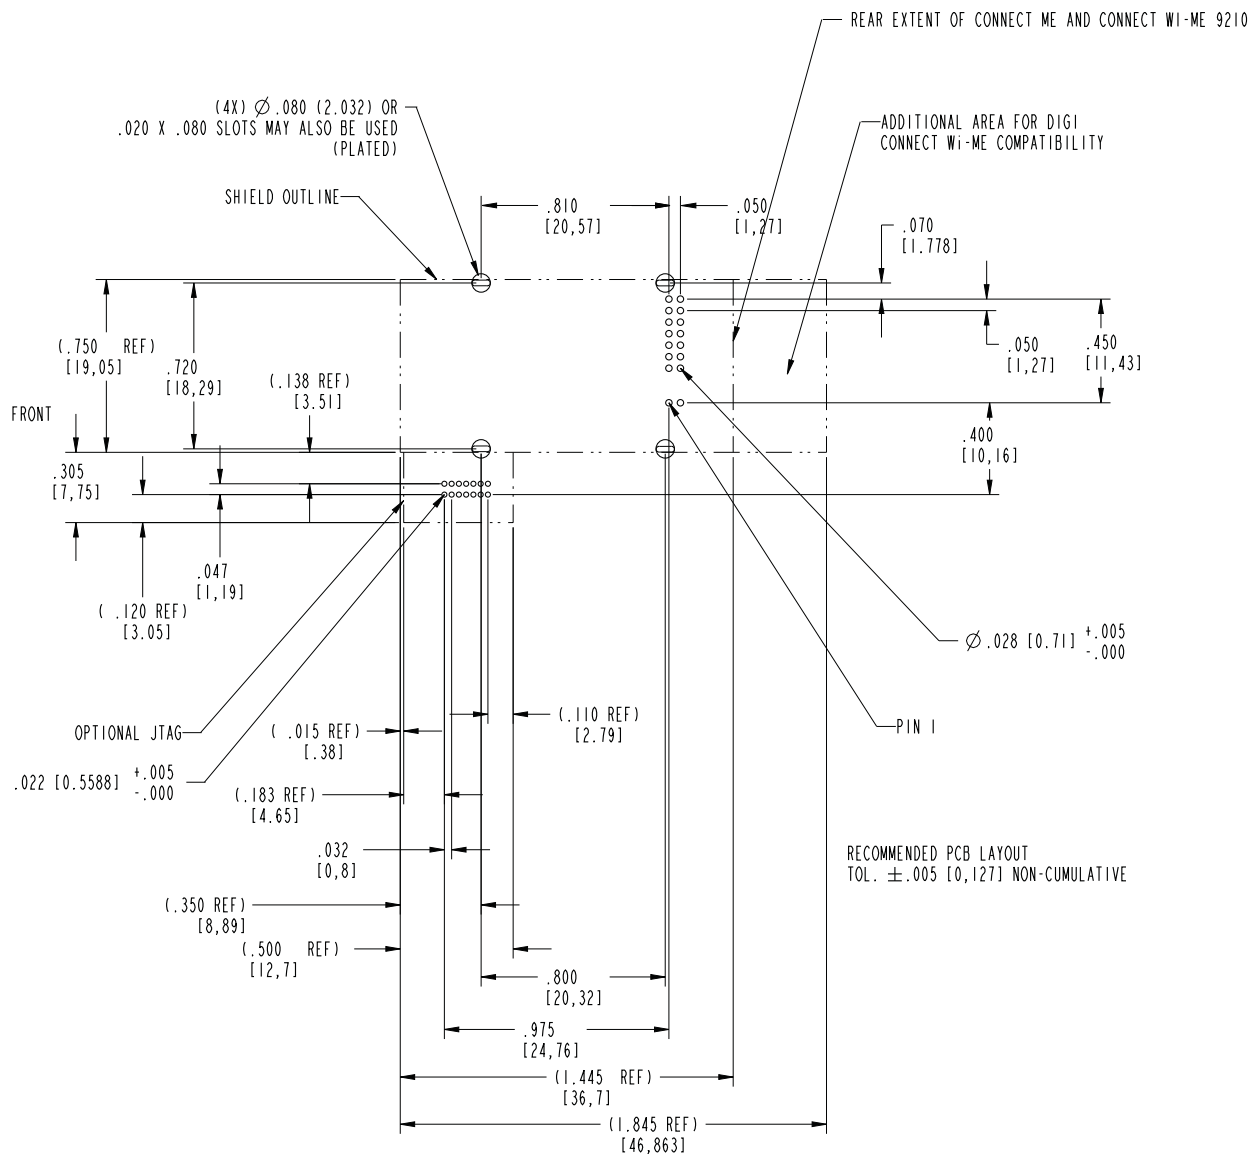 REAR EXTENT OF CONNECT ME AND CONNECT WI-ME 9210
(4X) Ø .080 (2.032) OR
.020 X .080 SLOTS MAY ALSO BE USED
(PLATED)
ADDITIONAL AREA FOR DIGI
CONNECT Wi-ME COMPATIBILITY
SHIELD OUTLINE
.810
[20,57]
.050
[1,27]
.070
[1.778]
(.750 REF)
[19,05]
.720
[18,29]
(.138 REF)
[3.51]
.050
[1,27]
.450
[11,43]
FRONT
.400
[10,16]
.305
[7,75]
.047
[1,19]
( .120 REF)
[3.05]
Ø .028 [0.71] +.005
-.000
OPTIONAL JTAG
( .015 REF)
[.38]
(.110 REF)
[2.79]
PIN 1
.022 [0.5588] +.005
-.000
(.183 REF)
[4.65]
.032
[0,8]
RECOMMENDED PCB LAYOUT
TOL. ±.005 [0,127] NON-CUMULATIVE
(.350 REF)
[8,89]
(.500 REF)
[12,7]
.800
[20,32]
.975
[24,76]
(1.445 REF)
[36,7]
(1.845 REF)
[46,863]